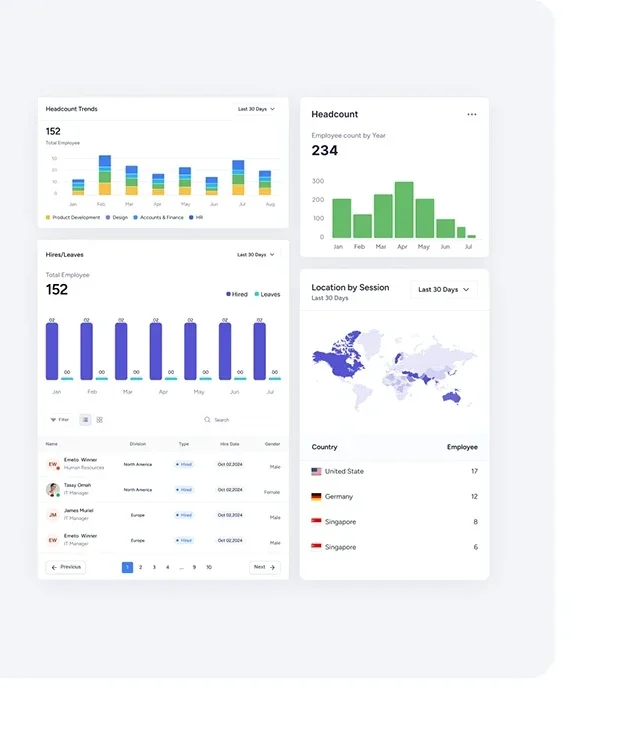 Headcount Trends
Last 30 Days
152
Total Employee
50
20
10
0
Jan Feb Mar Apr May Jun Jul Aug
Product Development Design Accounts & Finance HR
Hires/Leaves
Last 30 Days
Total Employee
152
Hired Leaves
02 00 02 00 02 00 02 00 02 00 02 00 02 00
Jan Feb Mar Apr May Jun Jul
Filter
Search
Name Division Type Hire Date Gender
Emeto Winner
Human Resources
EW North America Hired Oct 02,2024 Male
Tassy Omah
IT Manager
North America Hired Oct 02,2024 Female
James Muriel
IT Manager
JM Europe Hired Oct 02,2024 Male
Emeto Winner
IT Manager
EW Europe Hired Oct 02,2024 Male
Previous 1 2 3 4 ... 9 10 Next
Headcount
Employee count by Year
234
300
200
100
0
Jan Feb Mar Apr May Jun Jul
Location by Session
Last 30 Days
Last 30 Days
Country Employee
United State 17
Germany 12
Singapore 8
Singapore 6